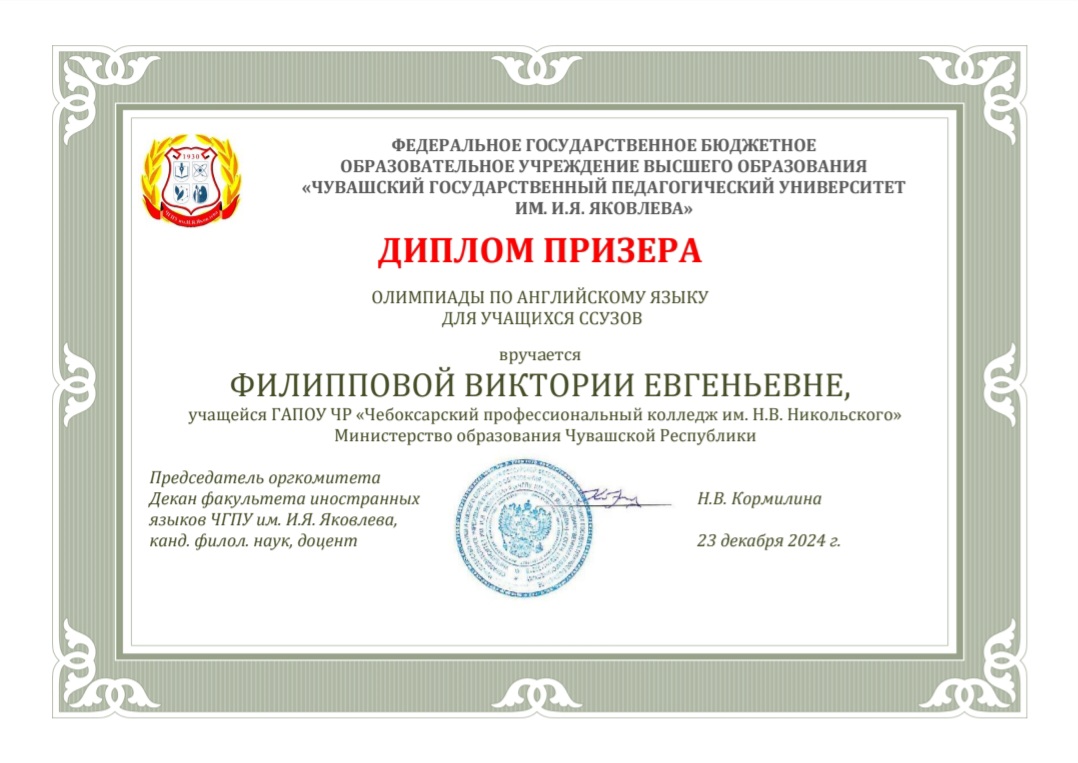 ФЕДЕРАЛЬНОЕ ГОСУДАРСТВЕННОЕ БЮДЖЕТНОЕ
ОБРАЗОВАТЕЛЬНОЕ УЧРЕЖДЕНИЕ ВЫСШЕГО ОБРАЗОВАНИЯ
«ЧУВАШСКИЙ ГОСУДАРСТВЕННЫЙ ПЕДАГОГИЧЕСКИЙ УНИВЕРСИТЕТ
ИМ. И.Я. ЯКОВЛЕВА»
1930
ДИПЛОМ ПРИЗЕРА
ОЛИМПИАДЫ ПО АНГЛИЙСКОМУ ЯЗЫКУ
ДЛЯ УЧАЩИХСЯ ССУЗОВ
вручается
ФИЛИППОВОЙ ВИКТОРИИ ЕВГЕНЬЕВНЕ,
учащейся ГАПОУ ЧР «Чебоксарский профессиональный колледж им. Н.В. Никольского»
Министерство образования Чувашской Республики
Председатель оргкомитета
Декан факультета иностранных
языков ЧГПУ им. И.Я. Яковлева,
канд. филол. наук, доцент
Н.В. Кормилина
23 декабря 2024 г.